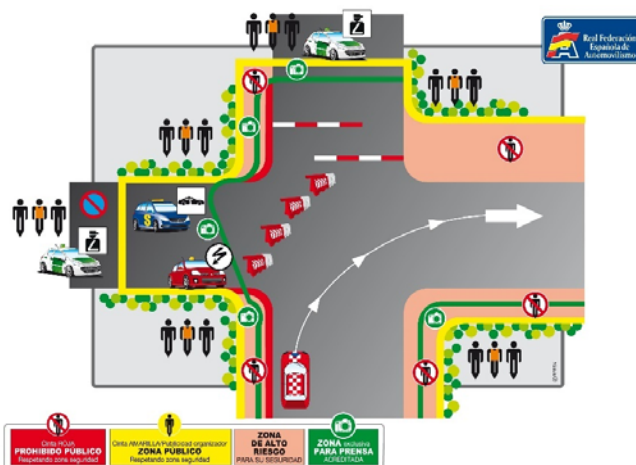 Real Federación
Española de
Automovilismo
S
Cinta ROJA
PROHIBIDO PÚBLICO
Respetando zona seguridad
Cinta AMARILLA/Publicidad organizador
ZONA PÚBLICO
Respetando zona seguridad
ZONA
DE ALTO
RIESGO
PARA SU SEGURIDAD
ZONA exclusiva
PARA PRENSA
ACREDITADA